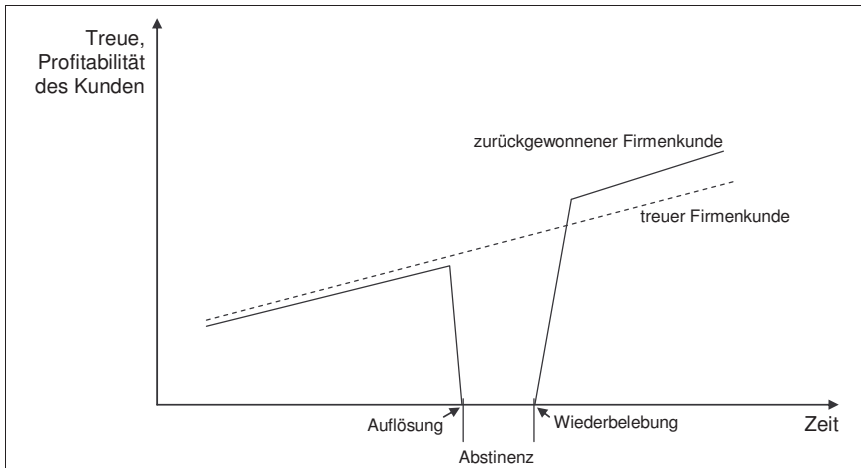 Treue,
Profitabilität
des Kunden
zurückgewonnener Firmenkunde
treuer Firmenkunde
Auflösung
Wiederbelebung
Zeit
Abstinenz